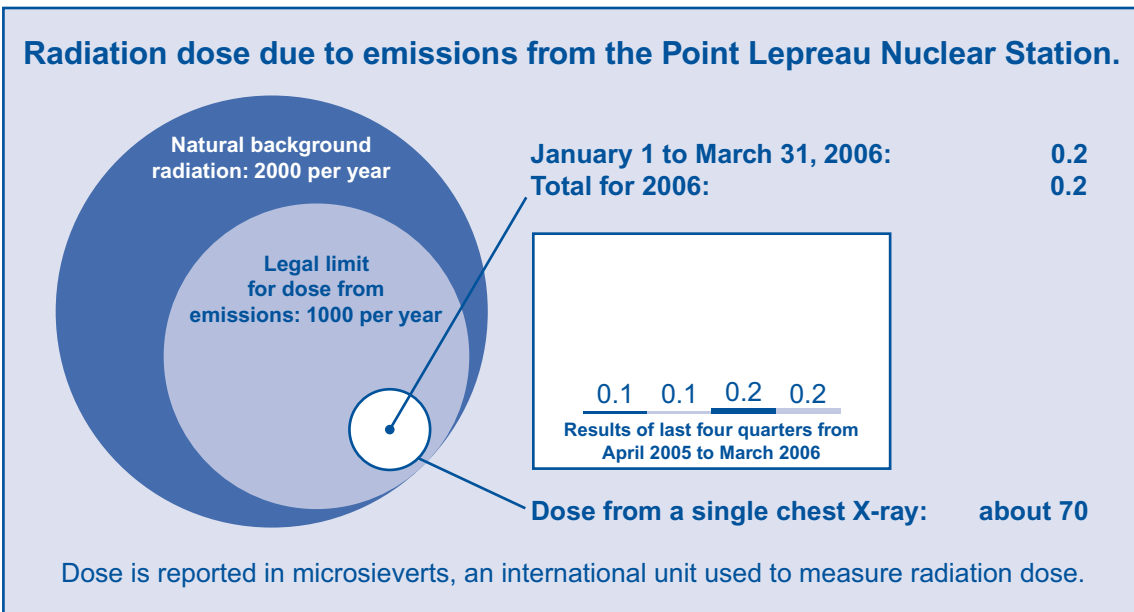 Radiation dose due to emissions from the Point Lepreau Nuclear Station.
Natural background
radiation: 2000 per year
Legal limit
for dose from
emissions: 1000 per year
January 1 to March 31, 2006: 0.2
Total for 2006: 0.2
0.1 0.1 0.2 0.2
Results of last four quarters from
April 2005 to March 2006
Dose from a single chest X-ray: about 70
Dose is reported in microsieverts, an international unit used to measure radiation dose.